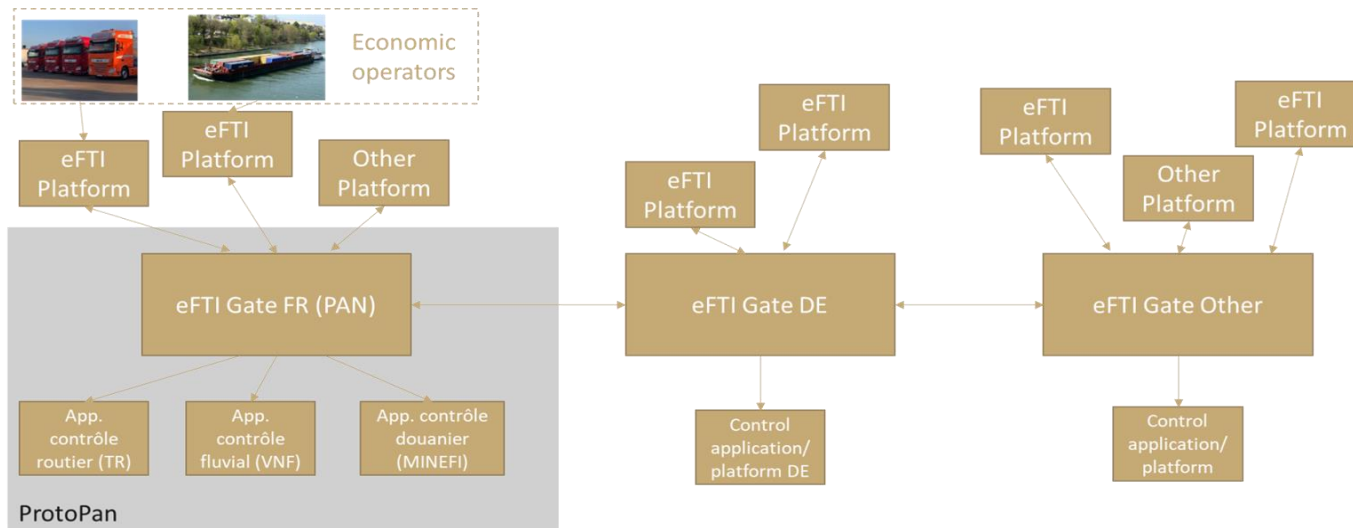 Economic
operators
eFTI
Platform
eFTI
Platform
Other
Platform
eFTI
Platform
eFTI
Platform
eFTI
Platform
Other
Platform
eFTI
Platform
eFTI Gate FR (PAN)
eFTI Gate DE
eFTI Gate Other
App.
contrôle
routier (TR)
App.
contrôle
fluvial (VNF)
App. contrôle
douanier
(MINEFI)
Control
application/
platform DE
Control
application/
platform
ProtoPan